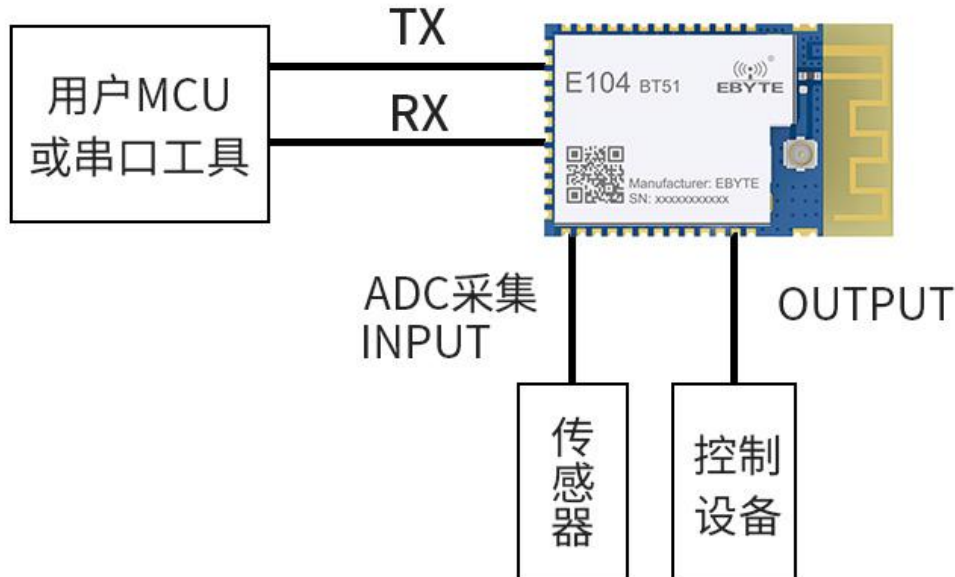 TX
用户MCU
或串口工具
RX
E104 BT51
EBYTE
Manufacturer: EBYTE
SN: xxxxxxxxxxx
ADC采集
INPUT
OUTPUT
传感器
控制
设备